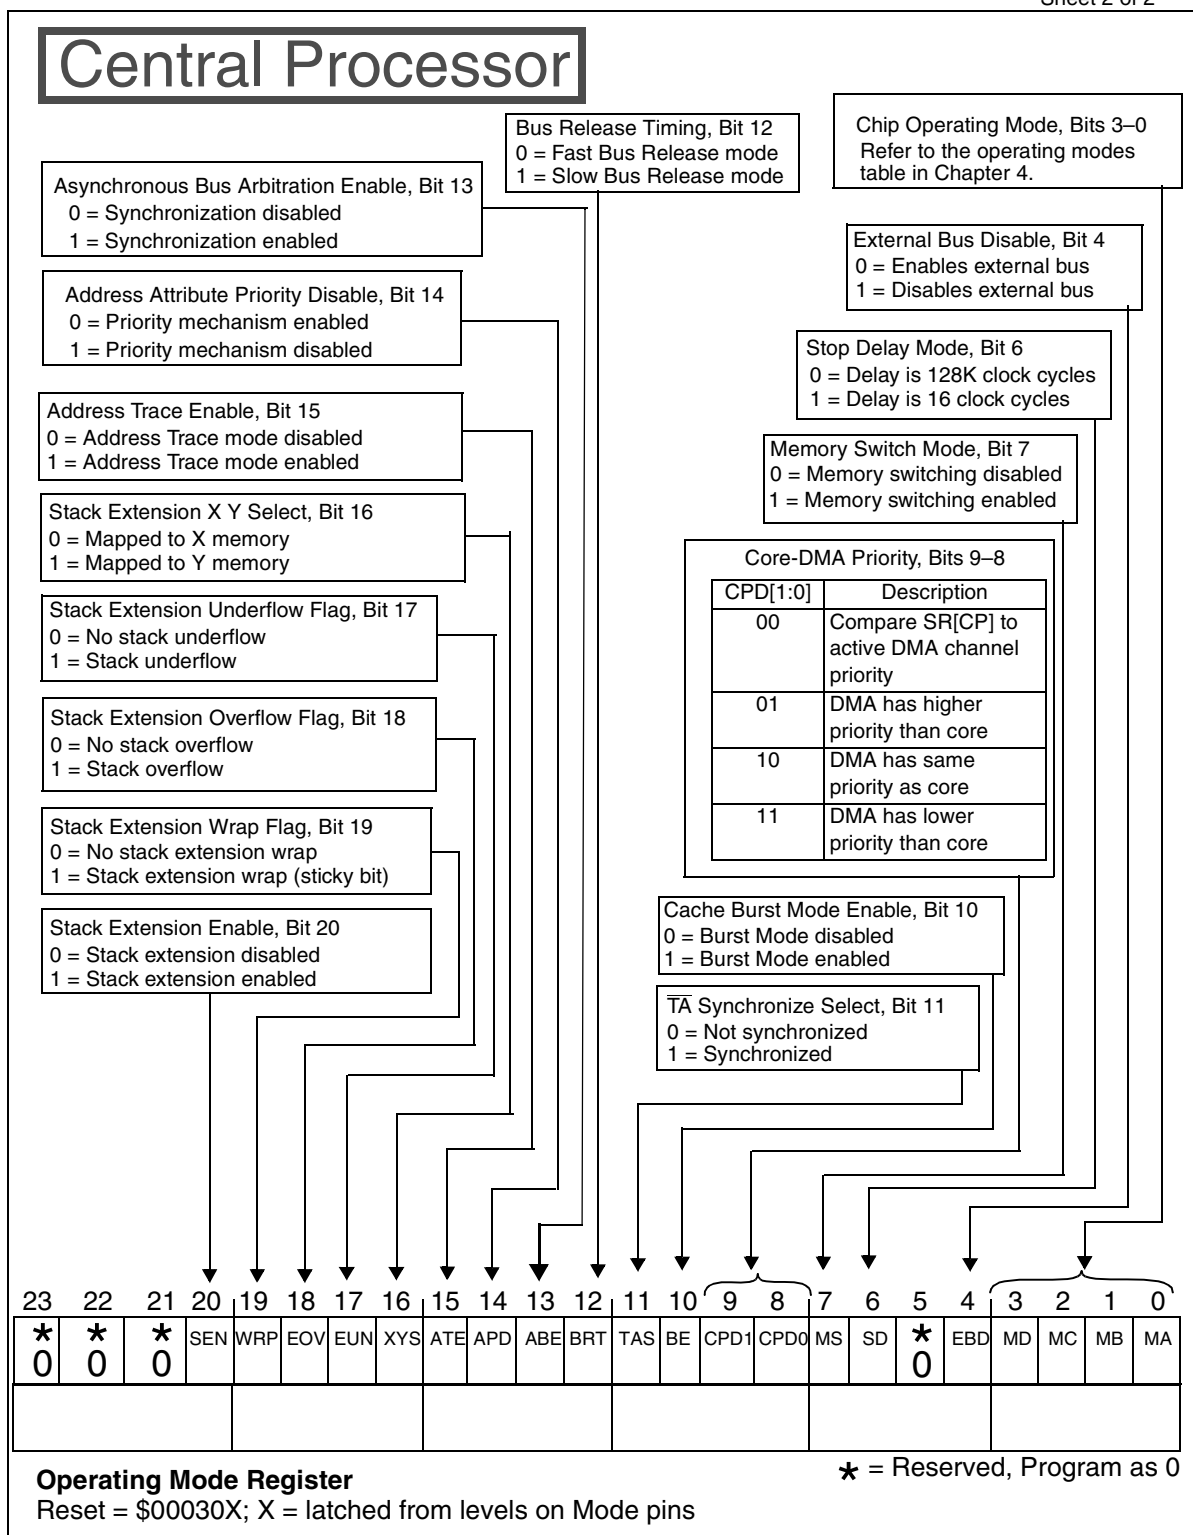 Sheet 2 of 2
Central Processor
Bus Release Timing, Bit 12
0 = Fast Bus Release mode
1 = Slow Bus Release mode
Chip Operating Mode, Bits 3–0
Refer to the operating modes
table in Chapter 4.
Asynchronous Bus Arbitration Enable, Bit 13
0 = Synchronization disabled
1 = Synchronization enabled
External Bus Disable, Bit 4
0 = Enables external bus
1 = Disables external bus
Address Attribute Priority Disable, Bit 14
0 = Priority mechanism enabled
1 = Priority mechanism disabled
Stop Delay Mode, Bit 6
0 = Delay is 128K clock cycles
1 = Delay is 16 clock cycles
Address Trace Enable, Bit 15
0 = Address Trace mode disabled
1 = Address Trace mode enabled
Memory Switch Mode, Bit 7
0 = Memory switching disabled
1 = Memory switching enabled
Stack Extension X Y Select, Bit 16
0 = Mapped to X memory
1 = Mapped to Y memory
Core-DMA Priority, Bits 9–8
CPD[1:0] Description
00 Compare SR[CP] to
active DMA channel
priority
01 DMA has higher
priority than core
10 DMA has same
priority as core
11 DMA has lower
priority than core
Stack Extension Underflow Flag, Bit 17
0 = No stack underflow
1 = Stack underflow
Stack Extension Overflow Flag, Bit 18
0 = No stack overflow
1 = Stack overflow
Stack Extension Wrap Flag, Bit 19
0 = No stack extension wrap
1 = Stack extension wrap (sticky bit)
Stack Extension Enable, Bit 20
0 = Stack extension disabled
1 = Stack extension enabled
Cache Burst Mode Enable, Bit 10
0 = Burst Mode disabled
1 = Burst Mode enabled
TA Synchronize Select, Bit 11
0 = Not synchronized
1 = Synchronized
23 22 21 20 19 18 17 16 15 14 13 12 11 10 9 8 7 6 5 4 3 2 1 0
* * * SEN WRP EOV EUN XYS ATE APD ABE BRT TAS BE CPD1 CPD0 MS SD * EBD MD MC MB MA
0 0 0 0
Operating Mode Register
* = Reserved, Program as 0
Reset = $00030X; X = latched from levels on Mode pins